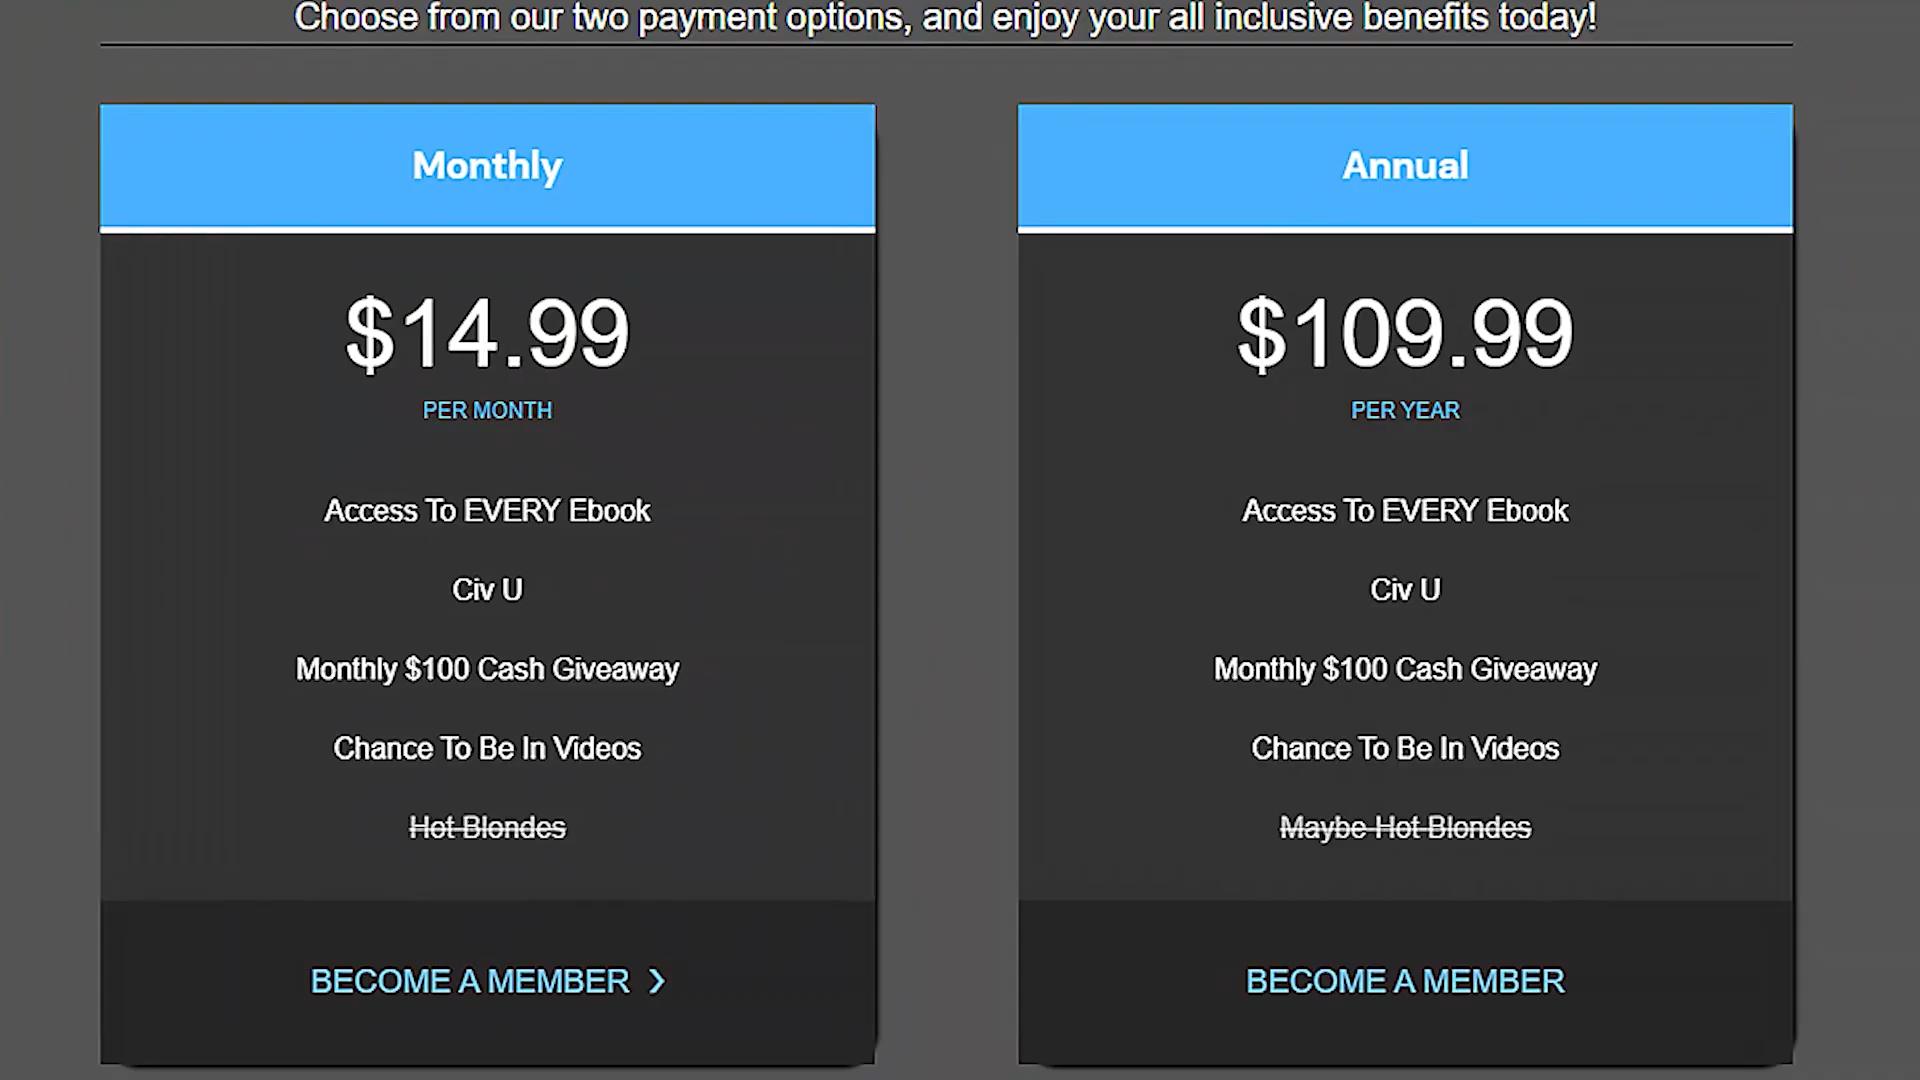 Choose from our two payment options, and enjoy your all inclusive benefits today!
Monthly
$14.99
PER MONTH
Access To EVERY Ebook
Civ U
Monthly $100 Cash Giveaway
Chance To Be In Videos
Hot Blondes
BECOME A MEMBER
Annual
$109.99
PER YEAR
Access To EVERY Ebook
Civ U
Monthly $100 Cash Giveaway
Chance To Be In Videos
Maybe Hot Blondes
BECOME A MEMBER